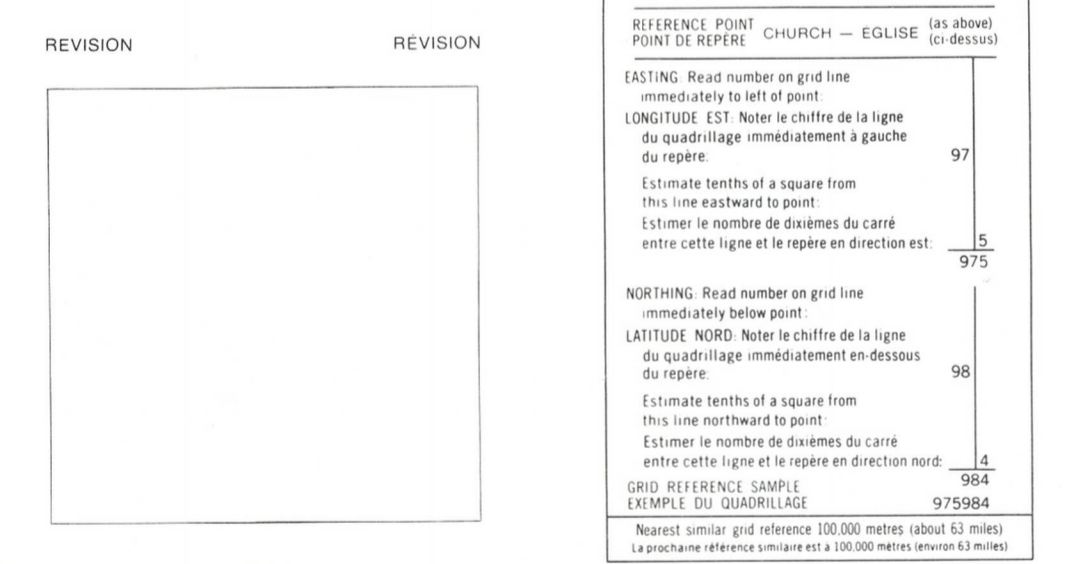 REVISION RÉVISION
REFERENCE POINT
POINT DE REPÈRE
CHURCH — ÉGLISE
(as above)
(ci-dessus)
EASTING: Read number on grid line
immediately to left of point:
LONGITUDE EST: Noter le chiffre de la ligne
du quadrillage immédiatement à gauche
du repère: 97
Estimate tenths of a square from
this line eastward to point:
Estimer le nombre de dixièmes du carré
entre cette ligne et le repère en direction est: 5
975
NORTHING: Read number on grid line
immediately below point:
LATITUDE NORD: Noter le chiffre de la ligne
du quadrillage immédiatement en-dessous
du repère: 98
Estimate tenths of a square from
this line northward to point:
Estimer le nombre de dixièmes du carré
entre cette ligne et le repère en direction nord: 4
984
GRID REFERENCE SAMPLE
EXEMPLE DU QUADRILLAGE 975984
Nearest similar grid reference 100,000 metres (about 63 miles)
La prochaine référence similaire est à 100,000 mètres (environ 63 milles)